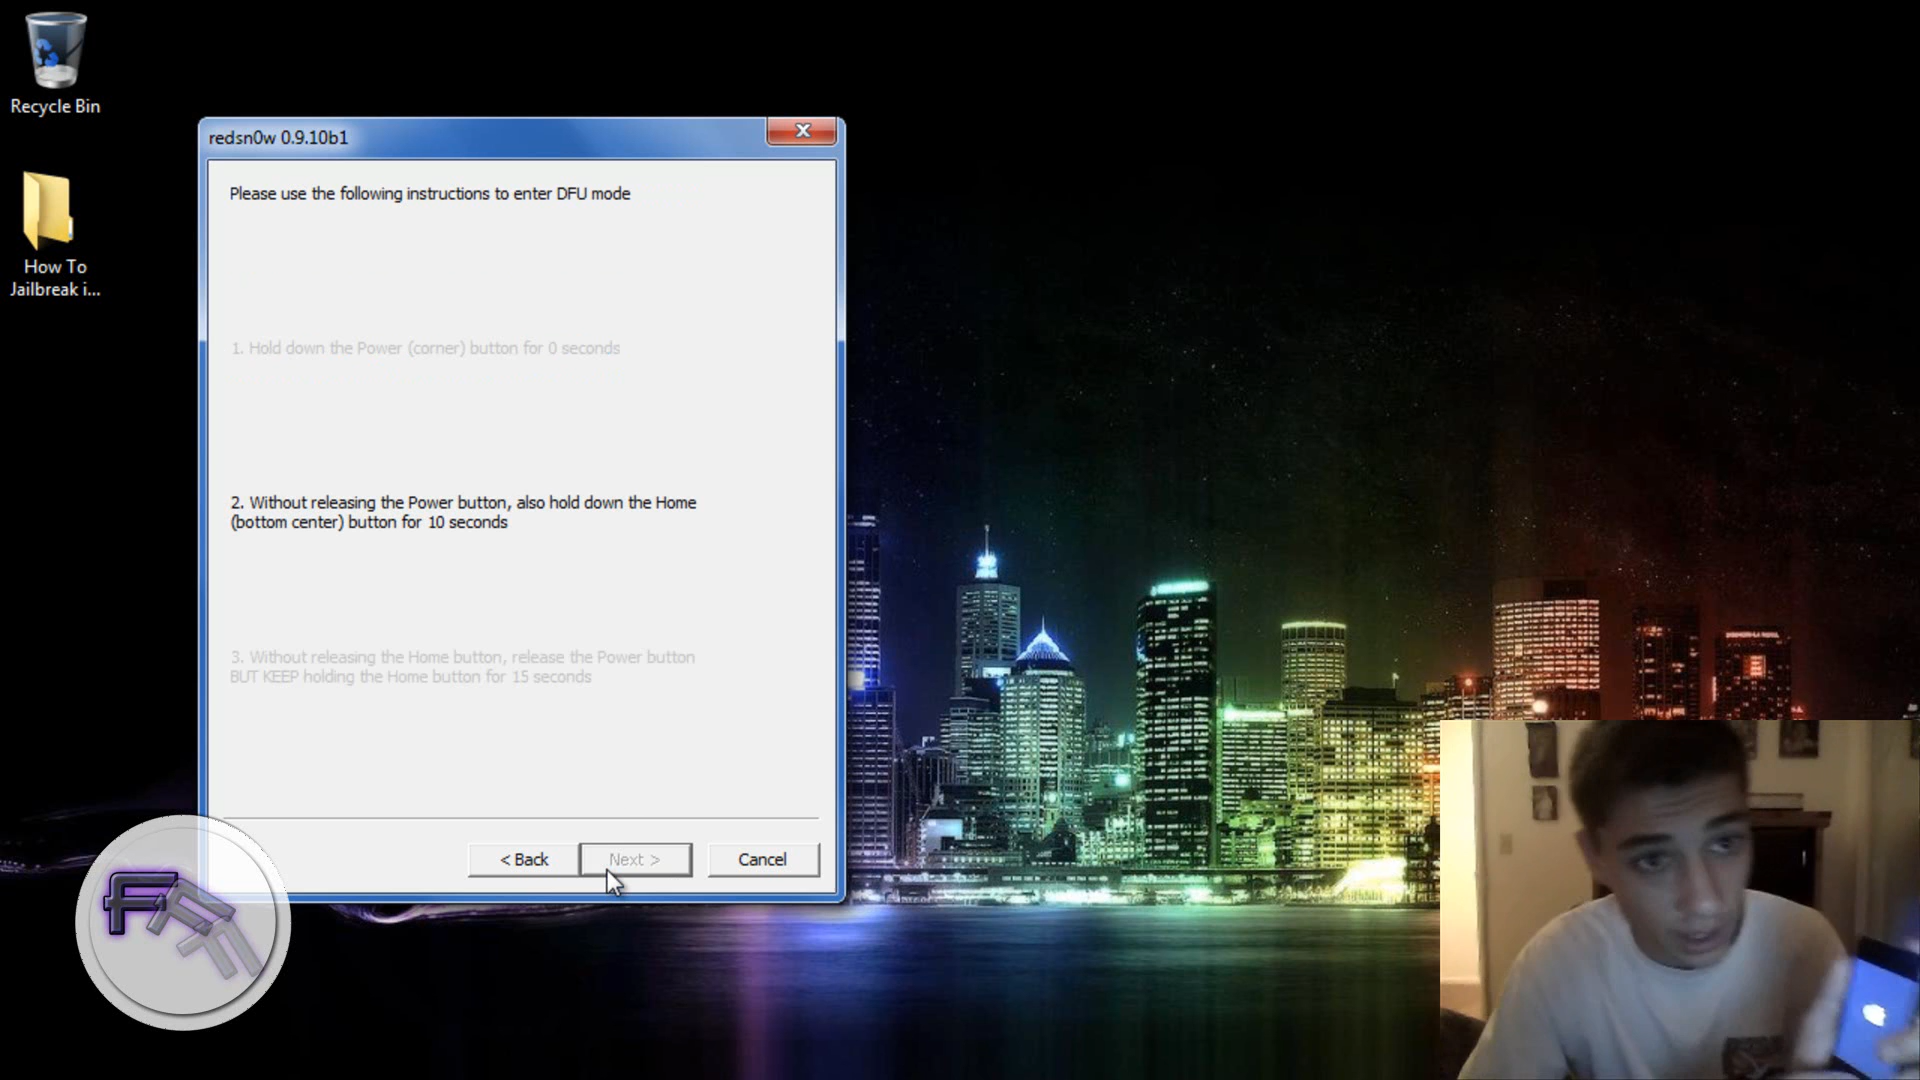 Recycle Bin
How To
Jailbreak i...
redsn0w 0.9.10b1
Please use the following instructions to enter DFU mode
1. Hold down the Power (corner) button for 0 seconds
2. Without releasing the Power button, also hold down the Home
(bottom center) button for 10 seconds
3. Without releasing the Home button, release the Power button
BUT KEEP holding the Home button for 15 seconds
< Back
Next >
Cancel